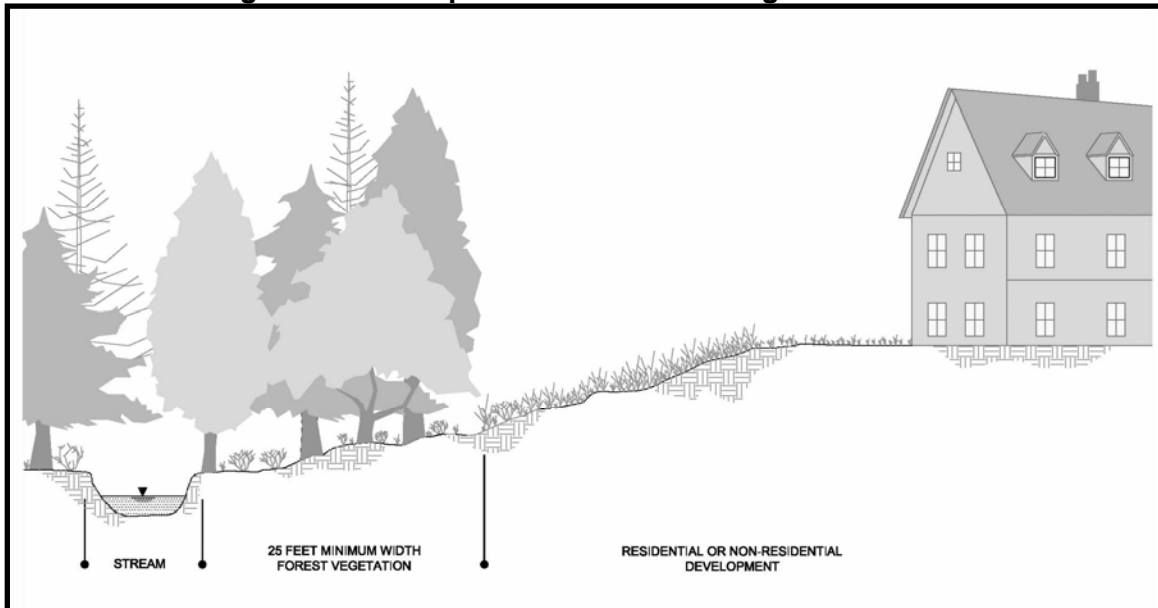 STREAM
25 FEET MINIMUM WIDTH
FOREST VEGETATION
RESIDENTIAL OR NON-RESIDENTIAL
DEVELOPMENT